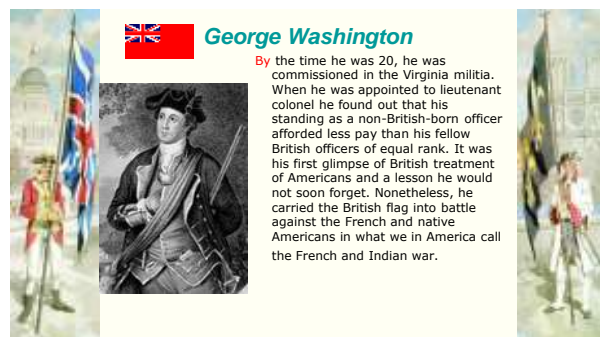 George Washington
By the time he was 20, he was
commissioned in the Virginia militia.
When he was appointed to lieutenant
colonel he found out that his
standing as a non-British-born officer
afforded less pay than his fellow
British officers of equal rank. It was
his first glimpse of British treatment
of Americans and a lesson he would
not soon forget. Nonetheless, he
carried the British flag into battle
against the French and native
Americans in what we in America call
the French and Indian war.